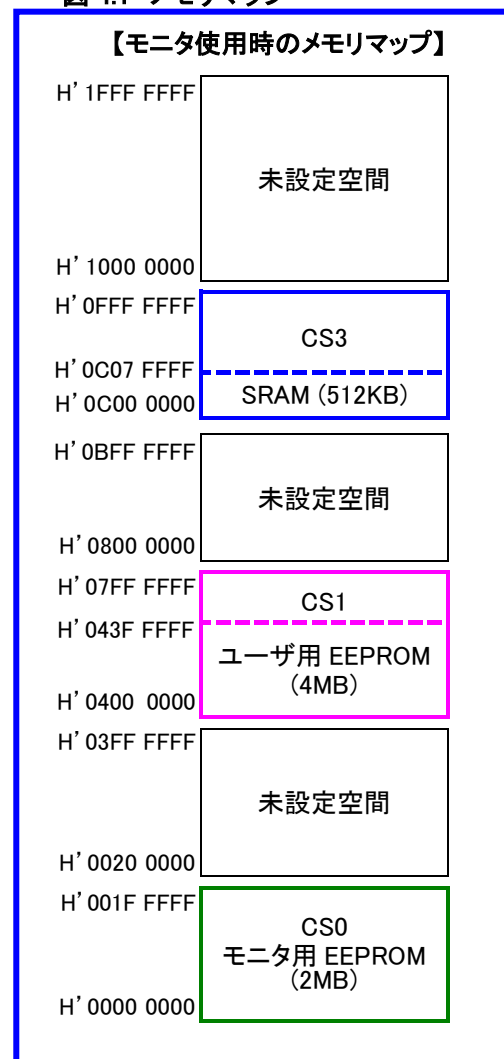 【モニタ使用時のメモリマップ】
H’1FFF FFFF
未設定空間
H’1000 0000
H’0FFF FFFF
CS3
H’0C07 FFFF
SRAM（512KB）
H’0C00 0000
H’0BFF FFFF
未設定空間
H’0800 0000
H’07FF FFFF
CS1
H’043F FFFF
ユーザ用 EEPROM
（4MB）
H’0400 0000
H’03FF FFFF
未設定空間
H’0020 0000
H’001F FFFF
CS0
モニタ用 EEPROM
（2MB）
H’0000 0000